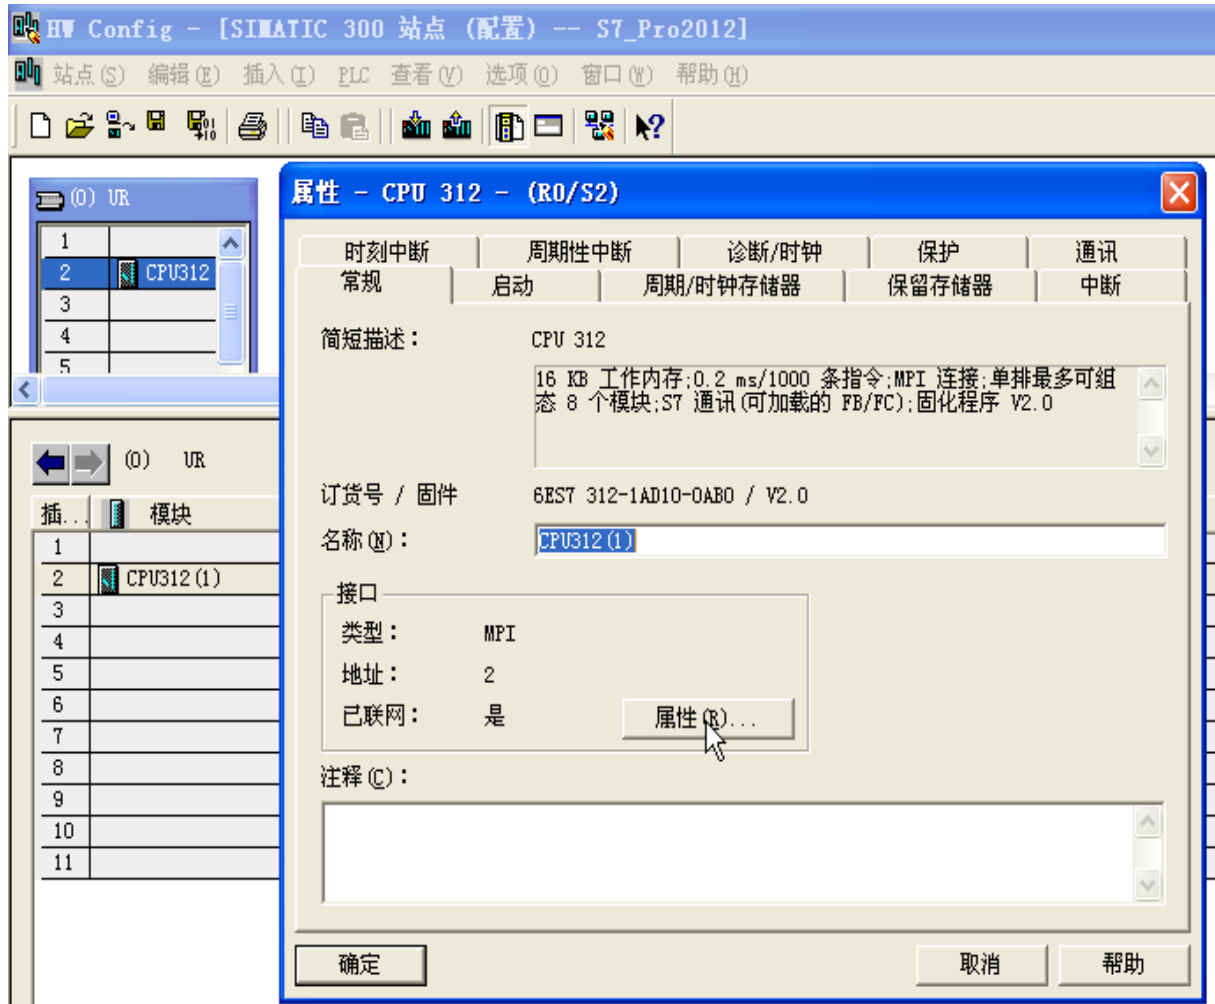 HW Config - [SIMATIC 300 站点 (配置) -- S7_Pro2012]
站点(S) 编辑(E) 插入(I) PLC 查看(V) 选项(O) 窗口(W) 帮助(H)
(0) UR
1
2 CPU312
3
4
5
属性 - CPU 312 - (R0/S2)
时刻中断 周期性中断 诊断/时钟 保护 通讯
常规 启动 周期/时钟存储器 保留存储器 中断
简短描述： CPU 312
16 KB 工作内存;0.2 ms/1000 条指令;MPI 连接;单排最多可组
态 8 个模块;S7 通讯(可加载的 FB/FC);固化程序 V2.0
订货号 / 固件 6ES7 312-1AD10-0AB0 / V2.0
名称(N)： CPU312(1)
接口
类型： MPI
地址： 2
已联网： 是 属性(R)...
注释(C)：
确定 取消 帮助
(0) UR
插... 模块
1
2 CPU312(1)
3
4
5
6
7
8
9
10
11